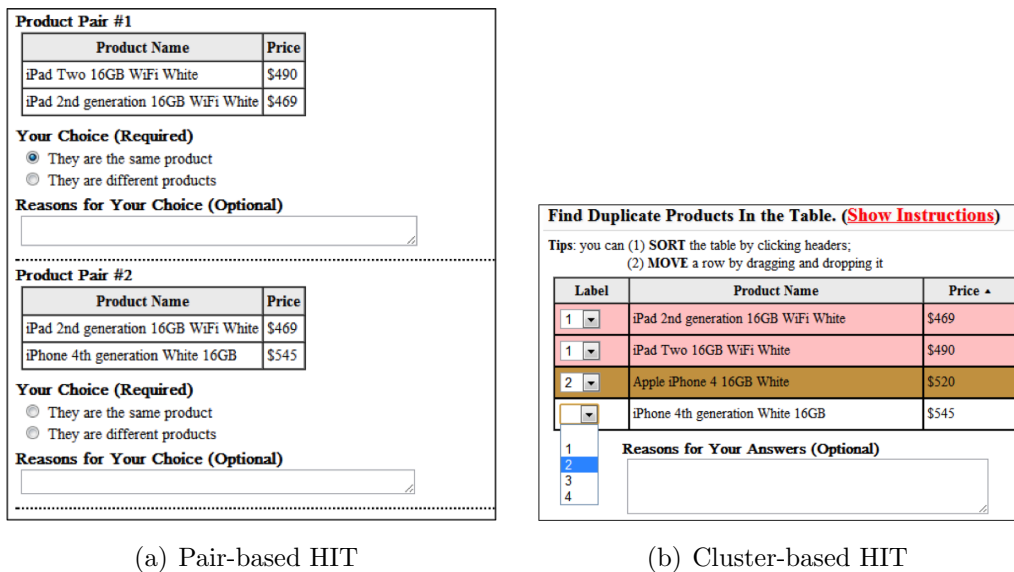 Product Pair #1
Product Name Price
iPad Two 16GB WiFi White $490
iPad 2nd generation 16GB WiFi White $469
Your Choice (Required)
They are the same product
They are different products
Reasons for Your Choice (Optional)
Product Pair #2
Product Name Price
iPad 2nd generation 16GB WiFi White $469
iPhone 4th generation White 16GB $545
Your Choice (Required)
They are the same product
They are different products
Reasons for Your Choice (Optional)
(a) Pair-based HIT
Find Duplicate Products In the Table. (Show Instructions)
Tips: you can (1) SORT the table by clicking headers;
(2) MOVE a row by dragging and dropping it
Label Product Name Price
1 iPad 2nd generation 16GB WiFi White $469
1 iPad Two 16GB WiFi White $490
2 Apple iPhone 4 16GB White $520
iPhone 4th generation White 16GB $545
1
2
3
4
Reasons for Your Answers (Optional)
(b) Cluster-based HIT